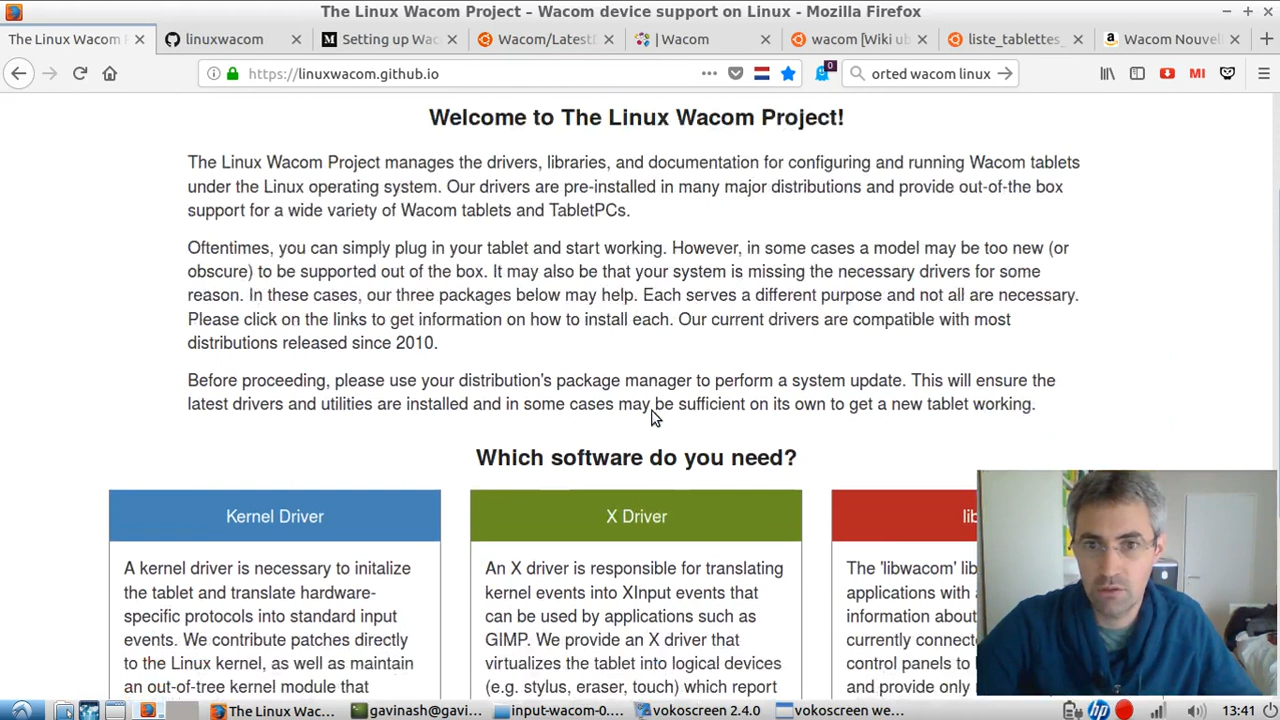 The Linux Wacom Project – Wacom device support on Linux - Mozilla Firefox
The Linux Wacom P
linuxwacom
Setting up Wac
Wacom/LatestD
| Wacom
wacom [Wiki ub
liste_tablettes_
Wacom Nouvel
https://linuxwacom.github.io
0
orted wacom linux
MI
Welcome to The Linux Wacom Project!
The Linux Wacom Project manages the drivers, libraries, and documentation for configuring and running Wacom tablets
under the Linux operating system. Our drivers are pre-installed in many major distributions and provide out-of-the box
support for a wide variety of Wacom tablets and TabletPCs.
Oftentimes, you can simply plug in your tablet and start working. However, in some cases a model may be too new (or
obscure) to be supported out of the box. It may also be that your system is missing the necessary drivers for some
reason. In these cases, our three packages below may help. Each serves a different purpose and not all are necessary.
Please click on the links to get information on how to install each. Our current drivers are compatible with most
distributions released since 2010.
Before proceeding, please use your distribution's package manager to perform a system update. This will ensure the
latest drivers and utilities are installed and in some cases may be sufficient on its own to get a new tablet working.
Which software do you need?
Kernel Driver
A kernel driver is necessary to initalize
the tablet and translate hardware-
specific protocols into standard input
events. We contribute patches directly
to the Linux kernel, as well as maintain
an out-of-tree kernel module that
X Driver
An X driver is responsible for translating
kernel events into XInput events that
can be used by applications such as
GIMP. We provide an X driver that
virtualizes the tablet into logical devices
(e.g. stylus, eraser, touch) which report
lib
The 'libwacom' lib
applications with a
information about
currently connecte
control panels to l
and provide only
The Linux Wac...
gavinash@gavi...
input-wacom-0....
vokoscreen 2.4.0
vokoscreen we...
hp
13:41